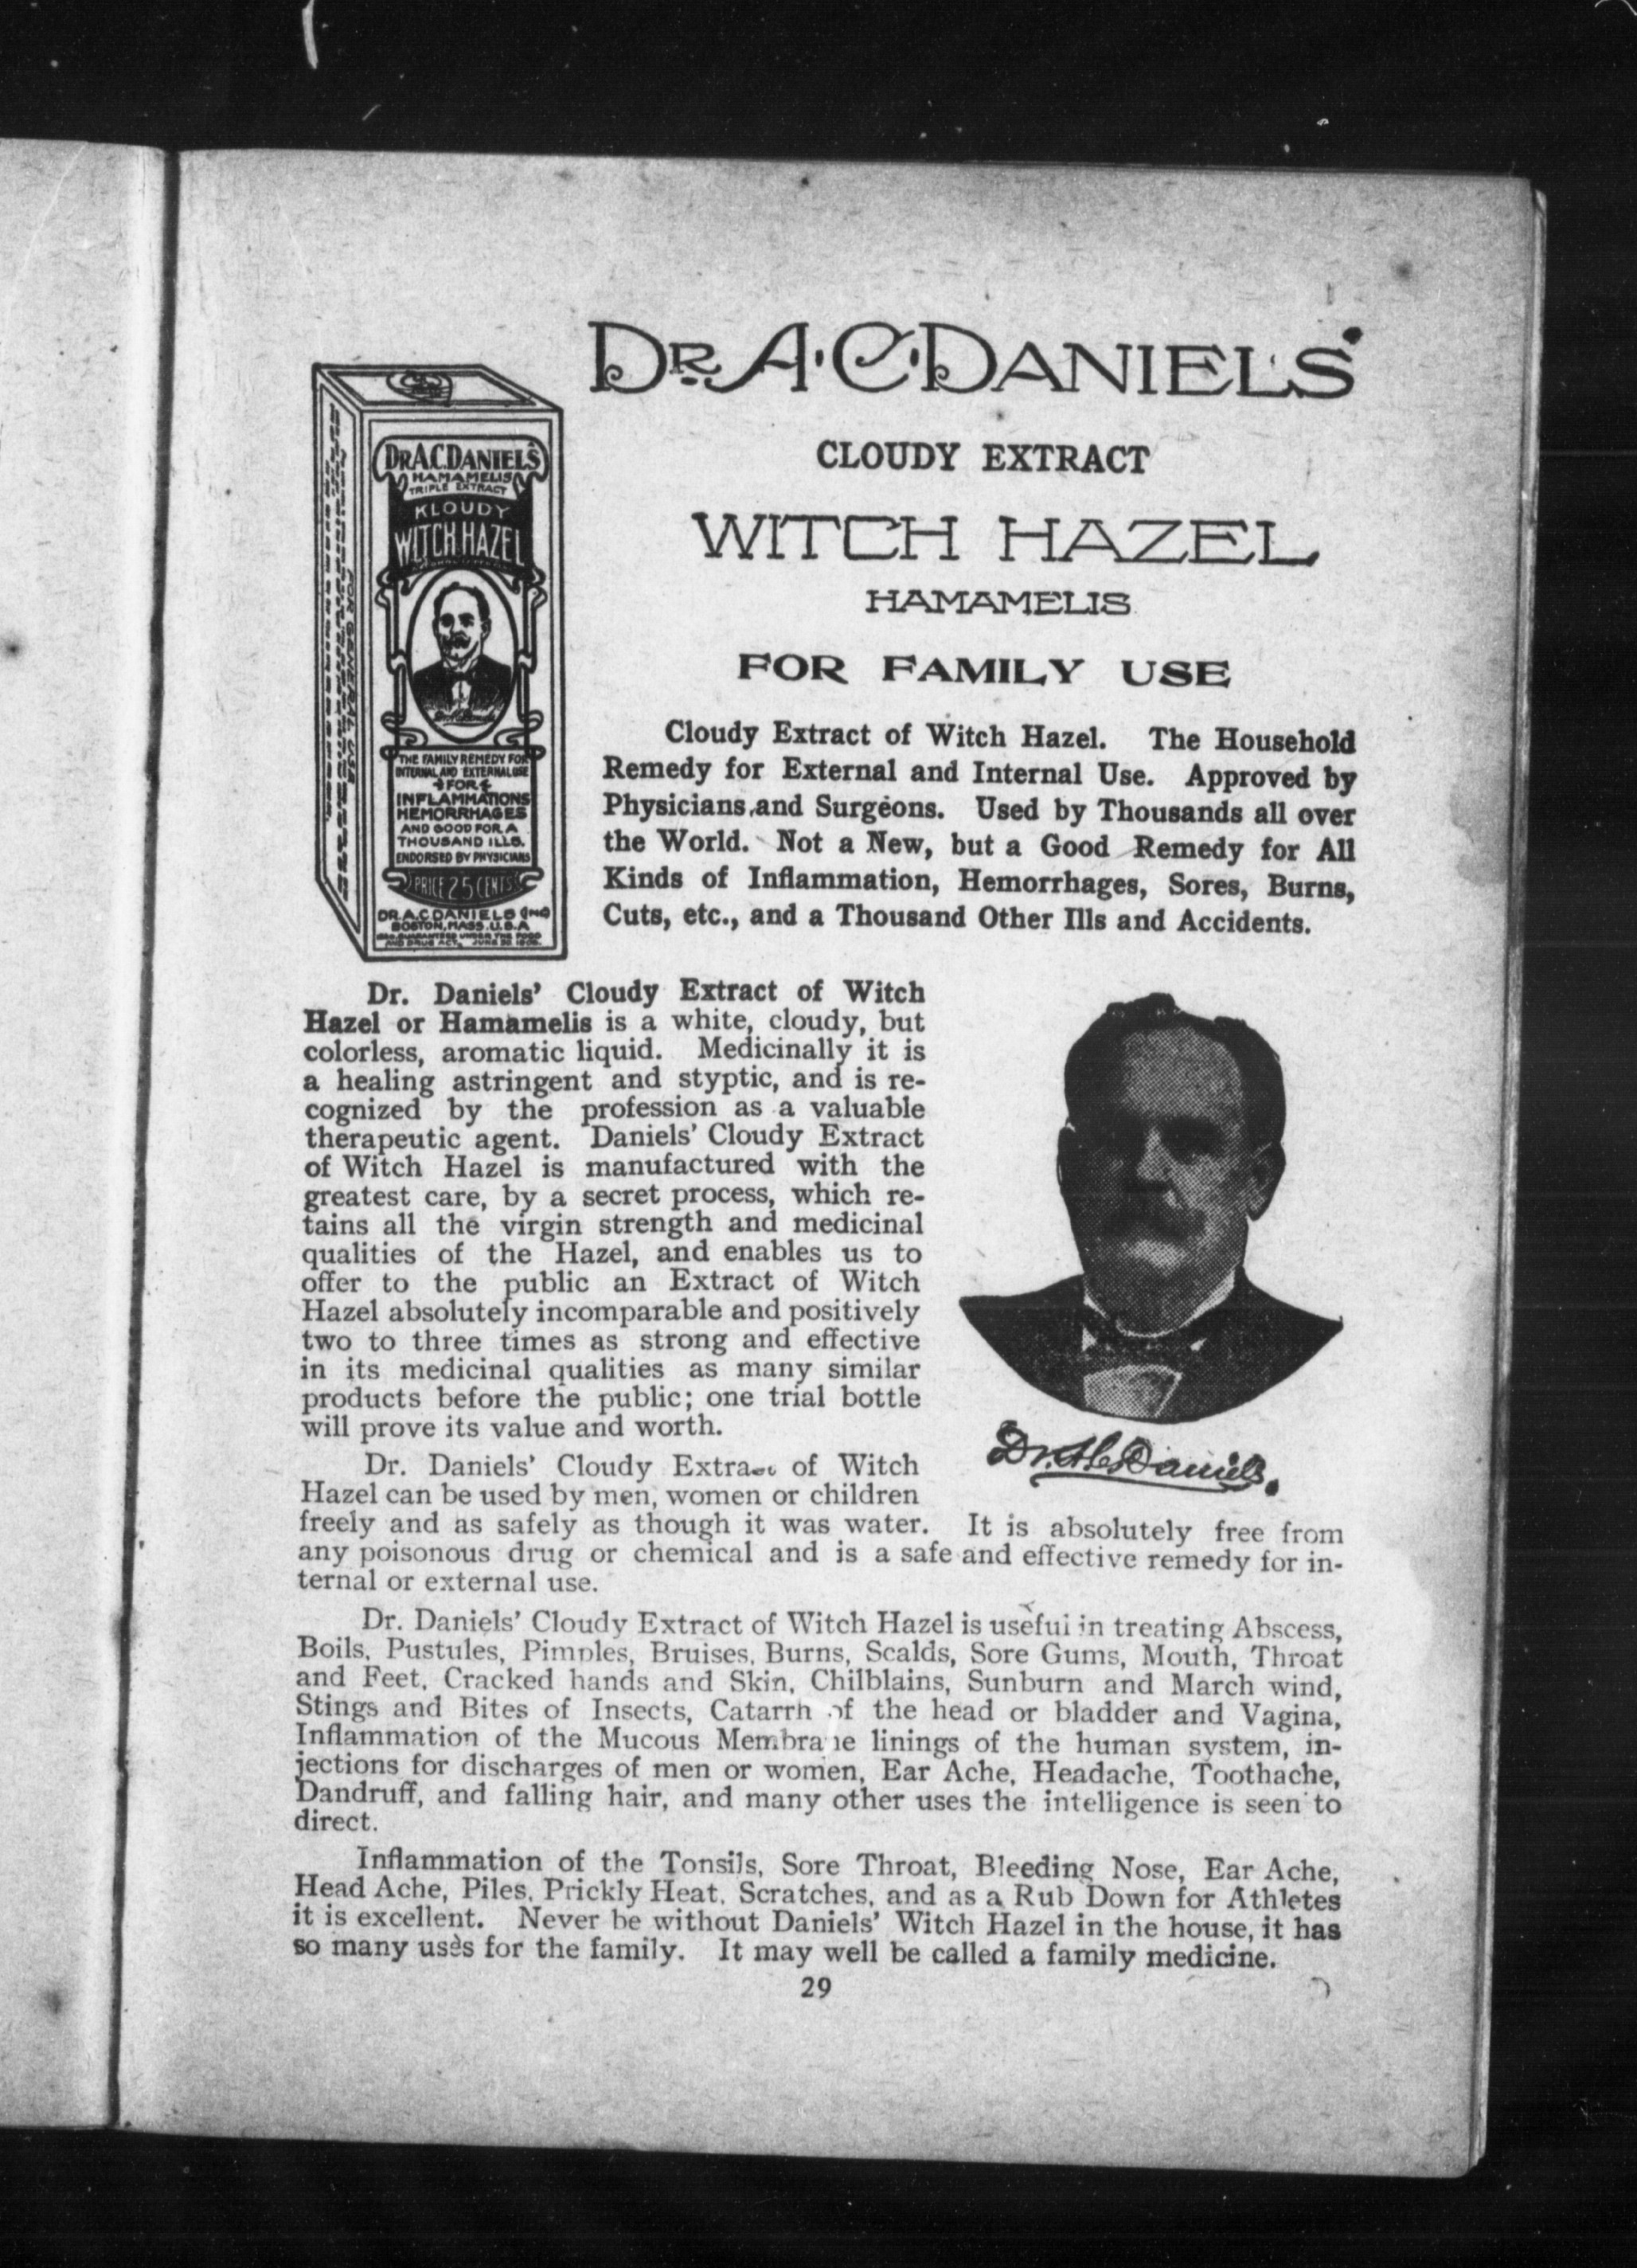 DR. A. C. DANIELS'
CLOUDY EXTRACT
WITCH HAZEL
HAMAMELIS
FOR FAMILY USE
DR. A.C. DANIELS
HAMAMELIS
TRIPLE EXTRACT
KLOUDY
WITCH HAZEL
FOR GENERAL USE
THE FAMILY REMEDY FOR
INTERNAL AND EXTERNAL USE
FOR
INFLAMMATIONS
HEMORRHAGES
AND GOOD FOR A
THOUSAND ILLS.
ENDORSED BY PHYSICIANS
PRICE 25 CENTS
DR. A.C. DANIELS INC
BOSTON, MASS. U.S.A
GUARANTEED UNDER THE FOOD
AND DRUG ACT, JUNE 30, 1906.
Cloudy Extract of Witch Hazel. The Household
Remedy for External and Internal Use. Approved by
Physicians and Surgeons. Used by Thousands all over
the World. Not a New, but a Good Remedy for All
Kinds of Inflammation, Hemorrhages, Sores, Burns,
Cuts, etc., and a Thousand Other Ills and Accidents.
Dr. Daniels' Cloudy Extract of Witch
Hazel or Hamamelis is a white, cloudy, but
colorless, aromatic liquid. Medicinally it is
a healing astringent and styptic, and is re-
cognized by the profession as a valuable
therapeutic agent. Daniels' Cloudy Extract
of Witch Hazel is manufactured with the
greatest care, by a secret process, which re-
tains all the virgin strength and medicinal
qualities of the Hazel, and enables us to
offer to the public an Extract of Witch
Hazel absolutely incomparable and positively
two to three times as strong and effective
in its medicinal qualities as many similar
products before the public; one trial bottle
will prove its value and worth.
Dr. A C Daniels.
Dr. Daniels' Cloudy Extract of Witch
Hazel can be used by men, women or children
freely and as safely as though it was water. It is absolutely free from
any poisonous drug or chemical and is a safe and effective remedy for in-
ternal or external use.
Dr. Daniels' Cloudy Extract of Witch Hazel is useful in treating Abscess,
Boils, Pustules, Pimples, Bruises, Burns, Scalds, Sore Gums, Mouth, Throat
and Feet, Cracked hands and Skin, Chilblains, Sunburn and March wind,
Stings and Bites of Insects, Catarrh of the head or bladder and Vagina,
Inflammation of the Mucous Membrane linings of the human system, in-
jections for discharges of men or women, Ear Ache, Headache, Toothache,
Dandruff, and falling hair, and many other uses the intelligence is seen to
direct.
Inflammation of the Tonsils, Sore Throat, Bleeding Nose, Ear Ache,
Head Ache, Piles, Prickly Heat, Scratches, and as a Rub Down for Athletes
it is excellent. Never be without Daniels' Witch Hazel in the house, it has
so many uses for the family. It may well be called a family medicine.
29